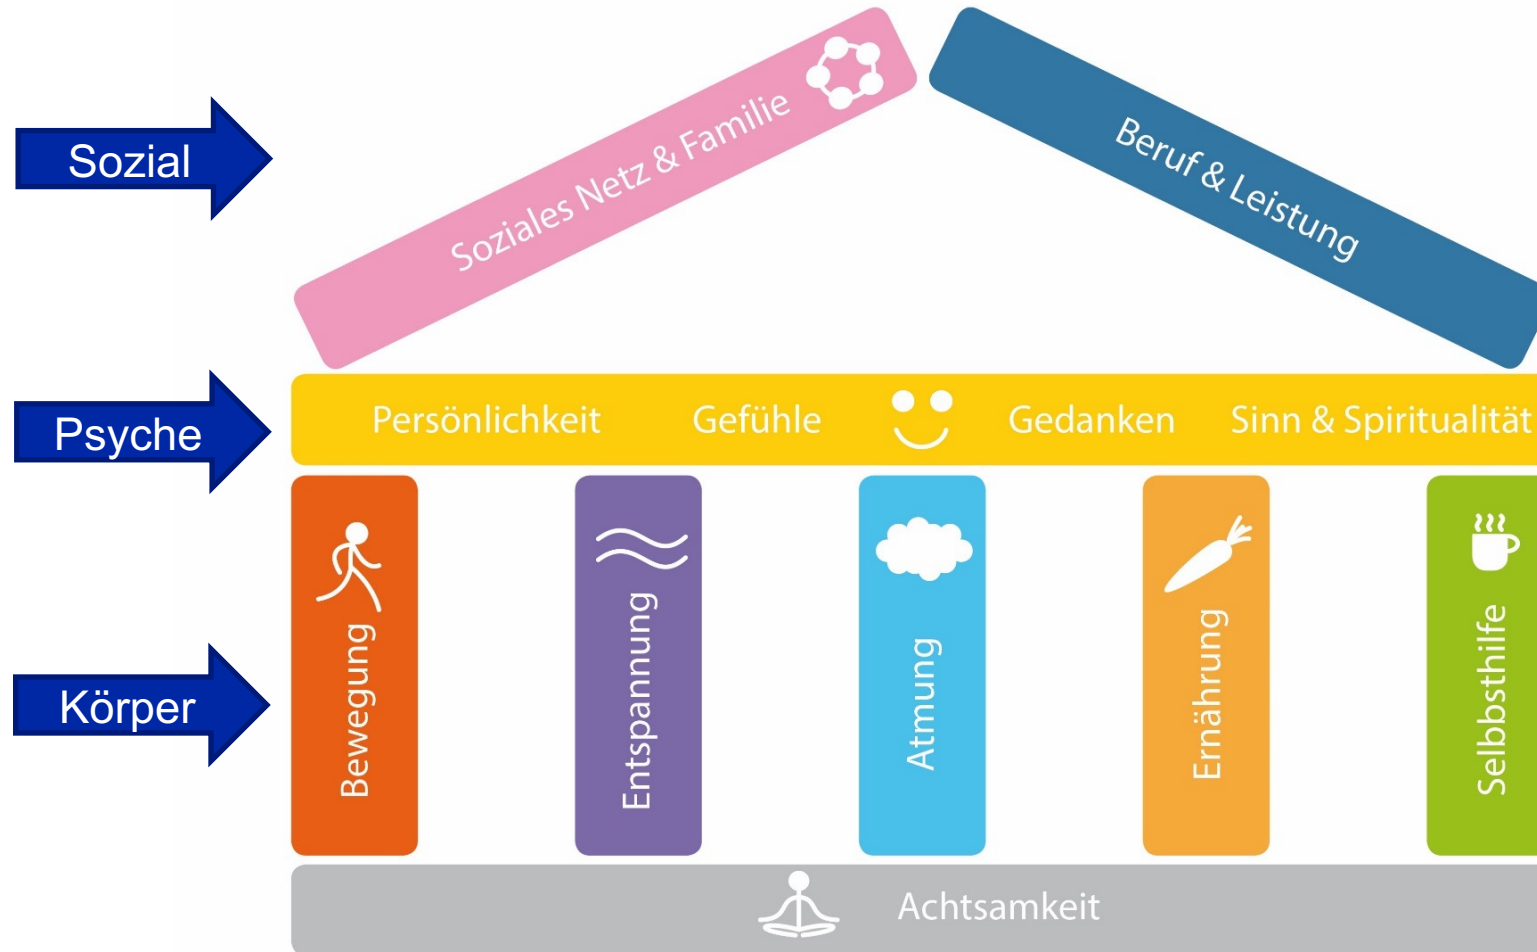 Sozial
Soziales Netz & Familie
Beruf & Leistung
Psyche
Persönlichkeit Gefühle Gedanken Sinn & Spiritualität
Körper
Bewegung
Entspannung
Atmung
Ernährung
Selbbsthilfe
Achtsamkeit